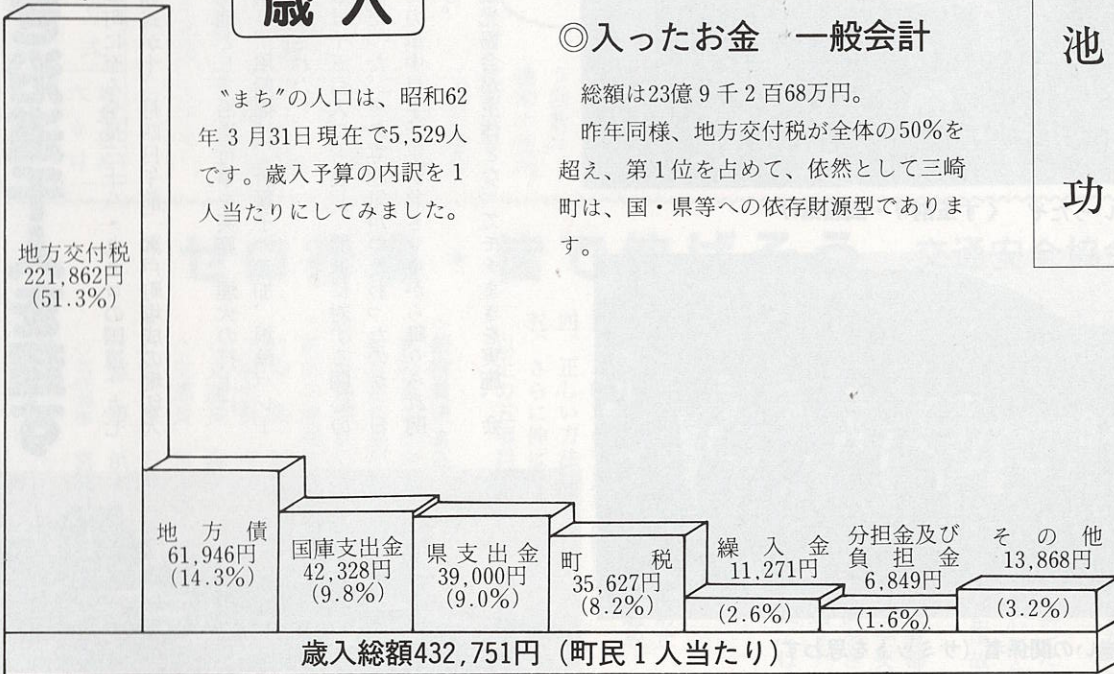 歳入
〝まち〟の人口は、昭和62
年3月31日現在で5,529人
です。歳入予算の内訳を1
人当たりにしてみました。
◎入ったお金　一般会計
総額は23億9千2百68万円。
昨年同様、地方交付税が全体の50%を
超え、第1位を占めて、依然として三崎
町は、国・県等への依存財源型でありま
す。
池
功
地方交付税
221,862円
(51.3%)
地方債
61,946円
(14.3%)
国庫支出金
42,328円
(9.8%)
県支出金
39,000円
(9.0%)
町税
35,627円
(8.2%)
繰入金
11,271円
(2.6%)
分担金及び
負担金
6,849円
(1.6%)
その他
13,868円
(3.2%)
歳入総額432,751円（町民1人当たり）